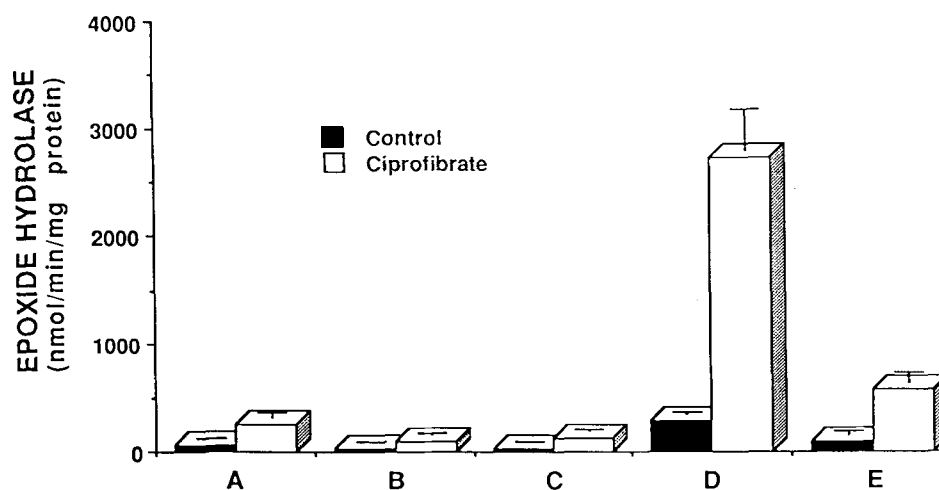 EPOXIDE HYDROLASE
(nmol/min/mg protein)
4000
3000
2000
1000
0
Control
Ciprofibrate
A B C D E